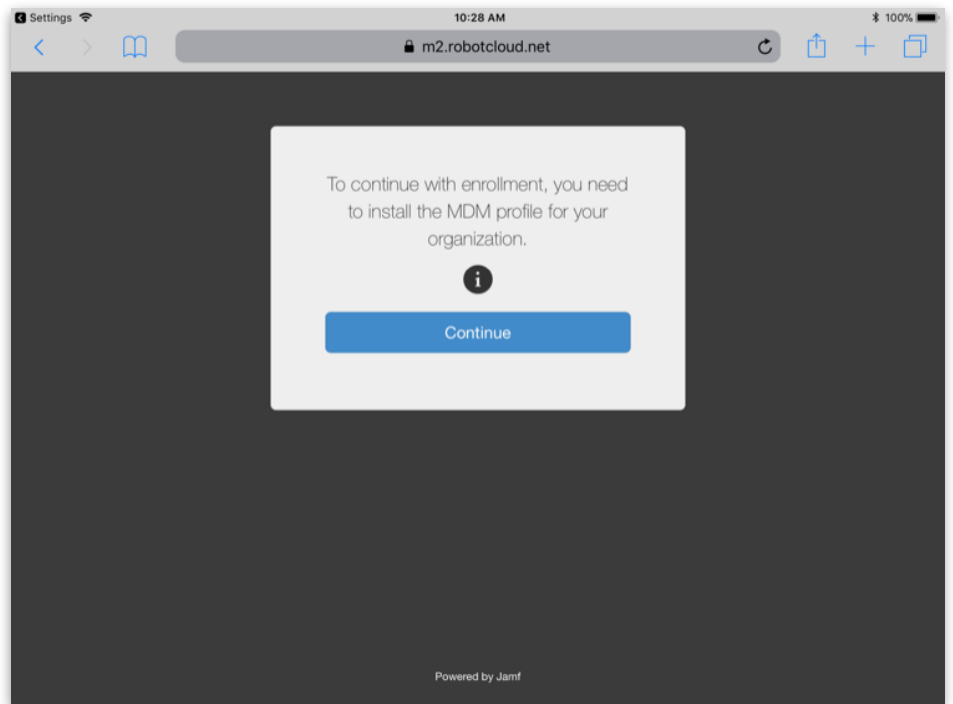 Settings
10:28 AM
100%
m2.robotcloud.net
To continue with enrollment, you need
to install the MDM profile for your
organization.
i
Continue
Powered by Jamf